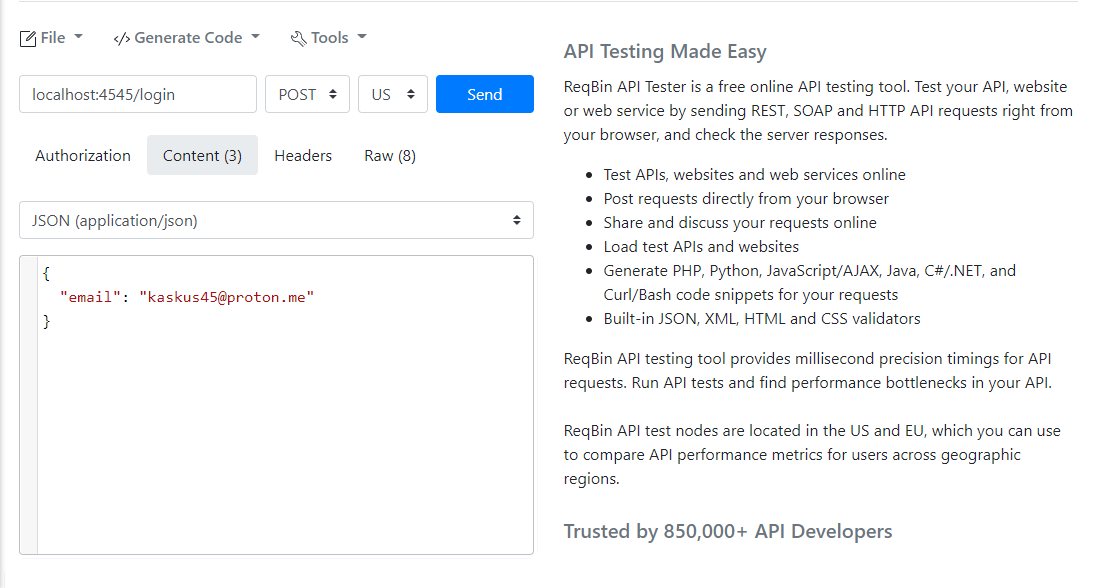 File Generate Code Tools
localhost:4545/login POST US Send
Authorization Content (3) Headers Raw (8)
JSON (application/json)
{
"email": "kaskus45@proton.me"
}
API Testing Made Easy
ReqBin API Tester is a free online API testing tool. Test your API, website
or web service by sending REST, SOAP and HTTP API requests right from
your browser, and check the server responses.
Test APIs, websites and web services online
Post requests directly from your browser
Share and discuss your requests online
Load test APIs and websites
Generate PHP, Python, JavaScript/AJAX, Java, C#/.NET, and
Curl/Bash code snippets for your requests
Built-in JSON, XML, HTML and CSS validators
ReqBin API testing tool provides millisecond precision timings for API
requests. Run API tests and find performance bottlenecks in your API.
ReqBin API test nodes are located in the US and EU, which you can use
to compare API performance metrics for users across geographic
regions.
Trusted by 850,000+ API Developers